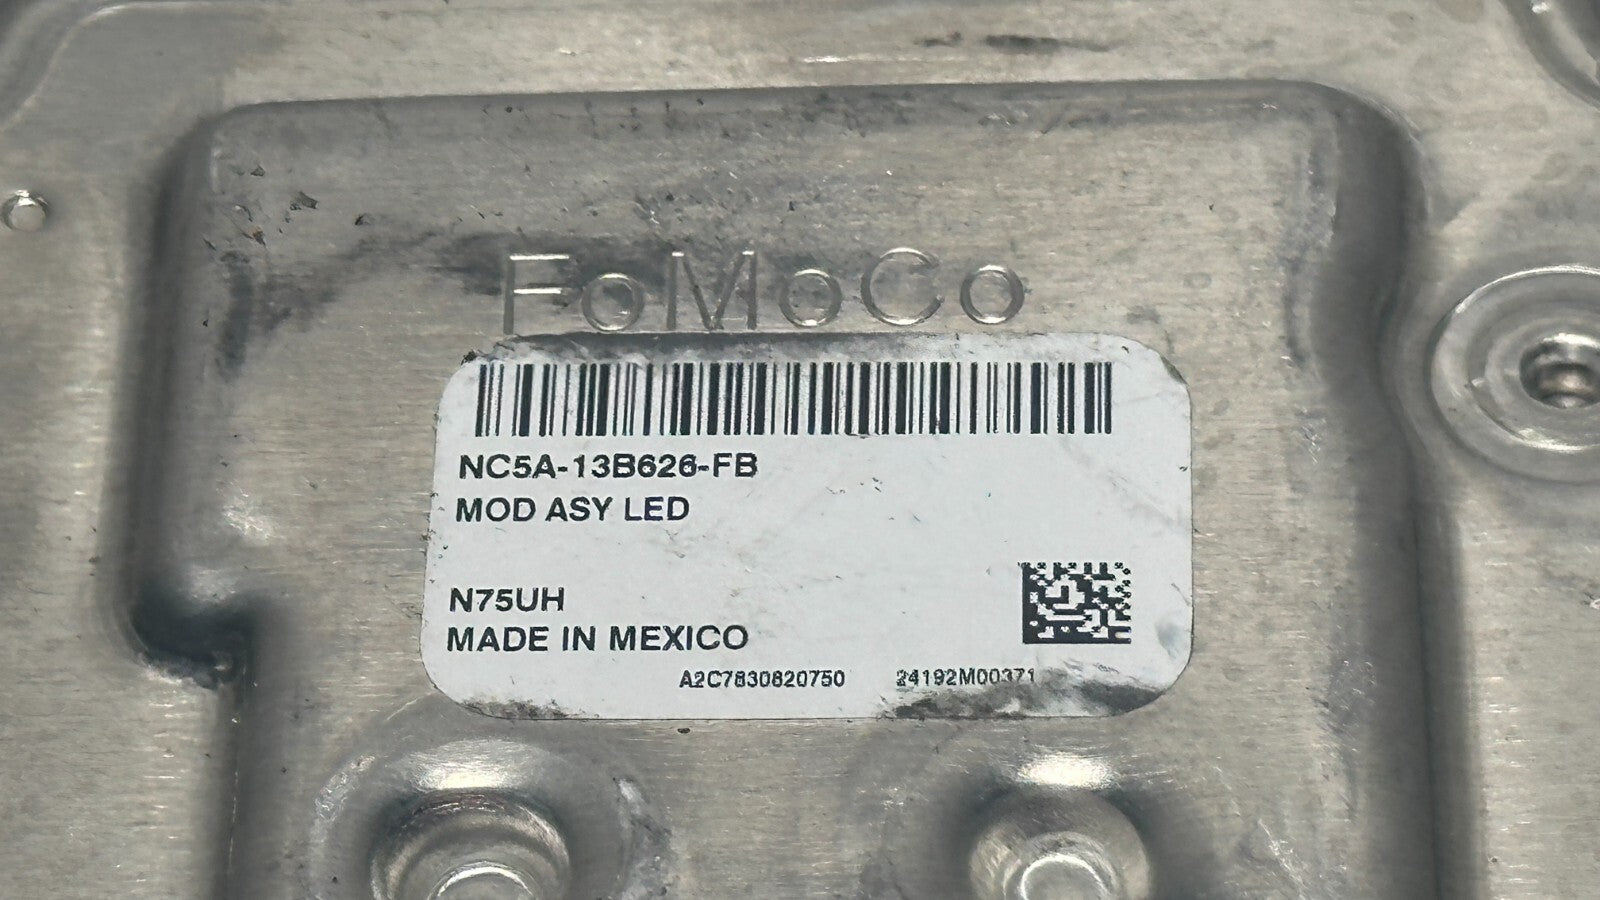 FoMoCo
NC5A-13B626-FB
MOD ASY LED
N75UH
MADE IN MEXICO
A2C7830820750 24192M00371